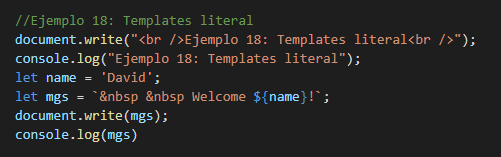 //Ejemplo 18: Templates literal
document.write("<br />Ejemplo 18: Templates literal<br />");
console.log("Ejemplo 18: Templates literal");
let name = 'David';
let mgs = `&nbsp &nbsp Welcome ${name}!`;
document.write(mgs);
console.log(mgs)